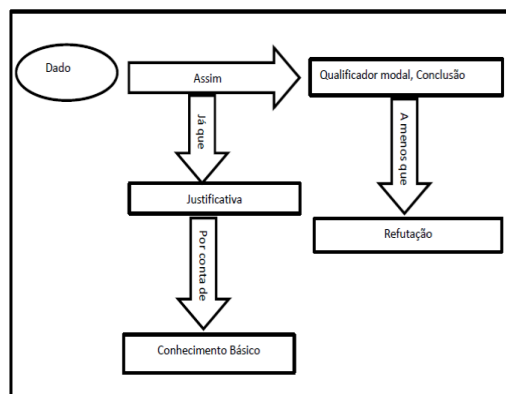 Dado
Assim
Qualificador modal, Conclusão
Já que
A menos que
Justificativa
Refutação
Por conta de
Conhecimento Básico